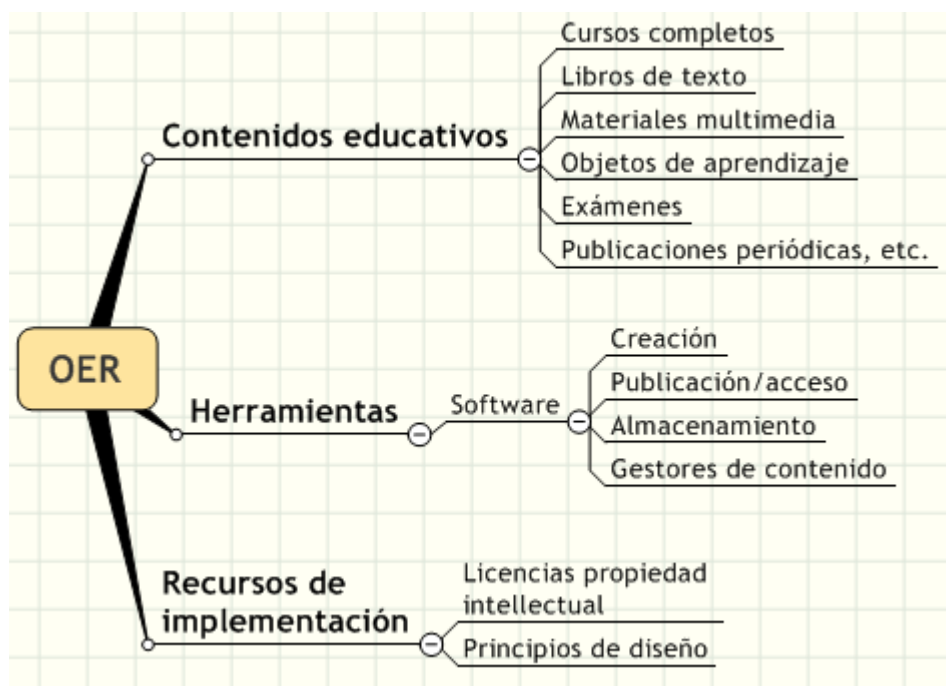 OER
Contenidos educativos
Cursos completos
Libros de texto
Materiales multimedia
Objetos de aprendizaje
Exámenes
Publicaciones periódicas, etc.
Herramientas
Software
Creación
Publicación/acceso
Almacenamiento
Gestores de contenido
Recursos de
implementación
Licencias propiedad
intellectual
Principios de diseño